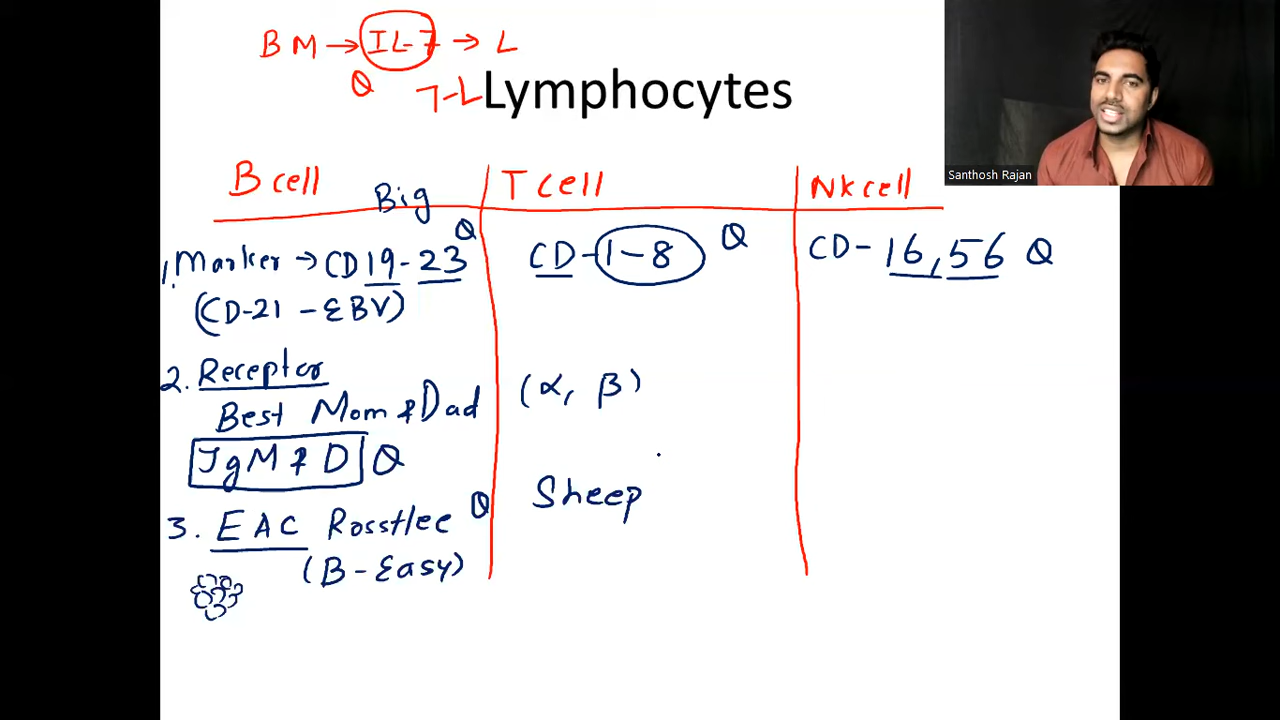 BM → IL-7 → L
Q 7-L
Lymphocytes
Santhosh Rajan
B cell T cell NK cell
Big
1. Marker → CD 19-23 Q CD-1-8 Q CD-16,56 Q
(CD-21 - EBV)
2. Receptor
Best Mom & Dad (α, β)
IgM & D Q
Sheep
3. EAC Rosstlee Q
(B-Easy)